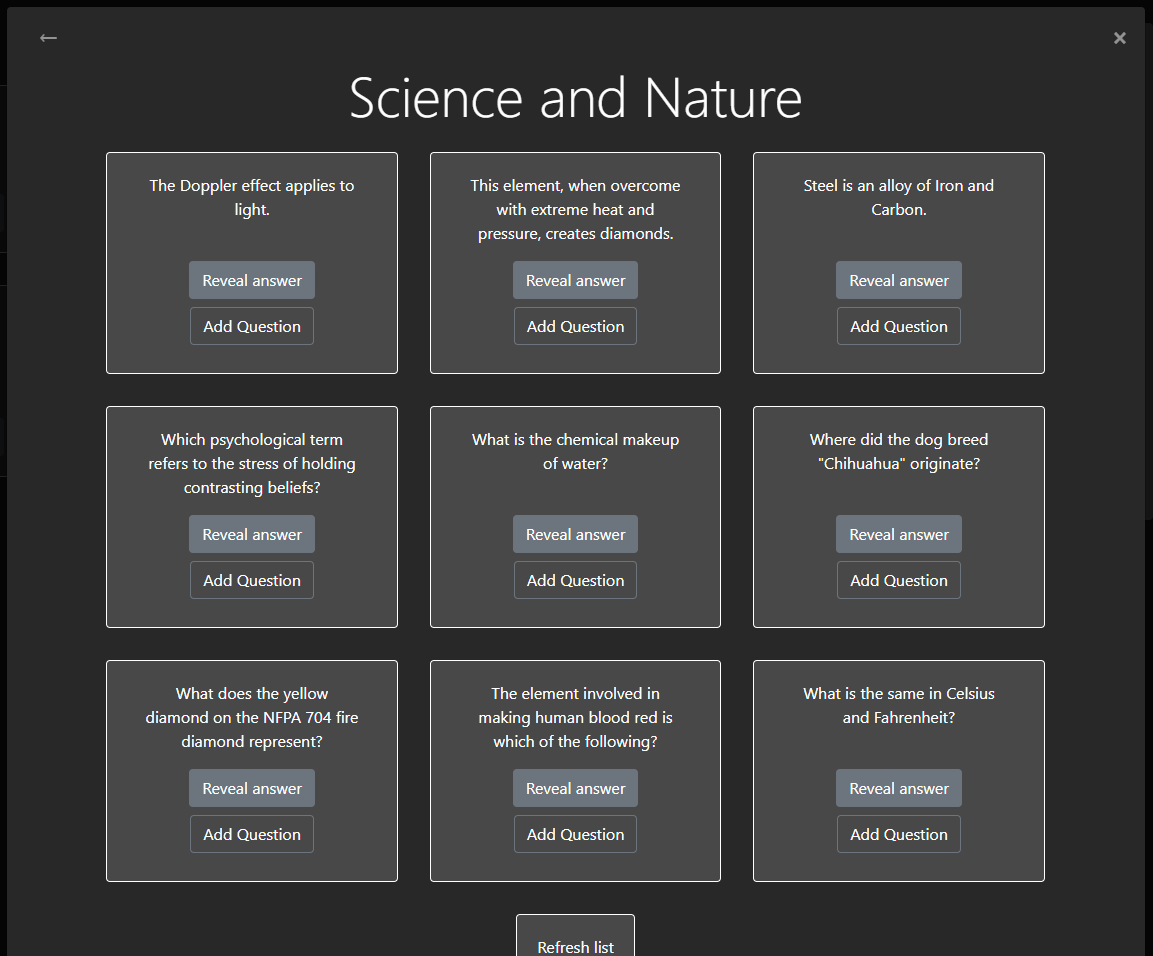 ←
×
Science and Nature
The Doppler effect applies to
light.
Reveal answer
Add Question
This element, when overcome
with extreme heat and
pressure, creates diamonds.
Reveal answer
Add Question
Steel is an alloy of Iron and
Carbon.
Reveal answer
Add Question
Which psychological term
refers to the stress of holding
contrasting beliefs?
Reveal answer
Add Question
What is the chemical makeup
of water?
Reveal answer
Add Question
Where did the dog breed
"Chihuahua" originate?
Reveal answer
Add Question
What does the yellow
diamond on the NFPA 704 fire
diamond represent?
Reveal answer
Add Question
The element involved in
making human blood red is
which of the following?
Reveal answer
Add Question
What is the same in Celsius
and Fahrenheit?
Reveal answer
Add Question
Refresh list